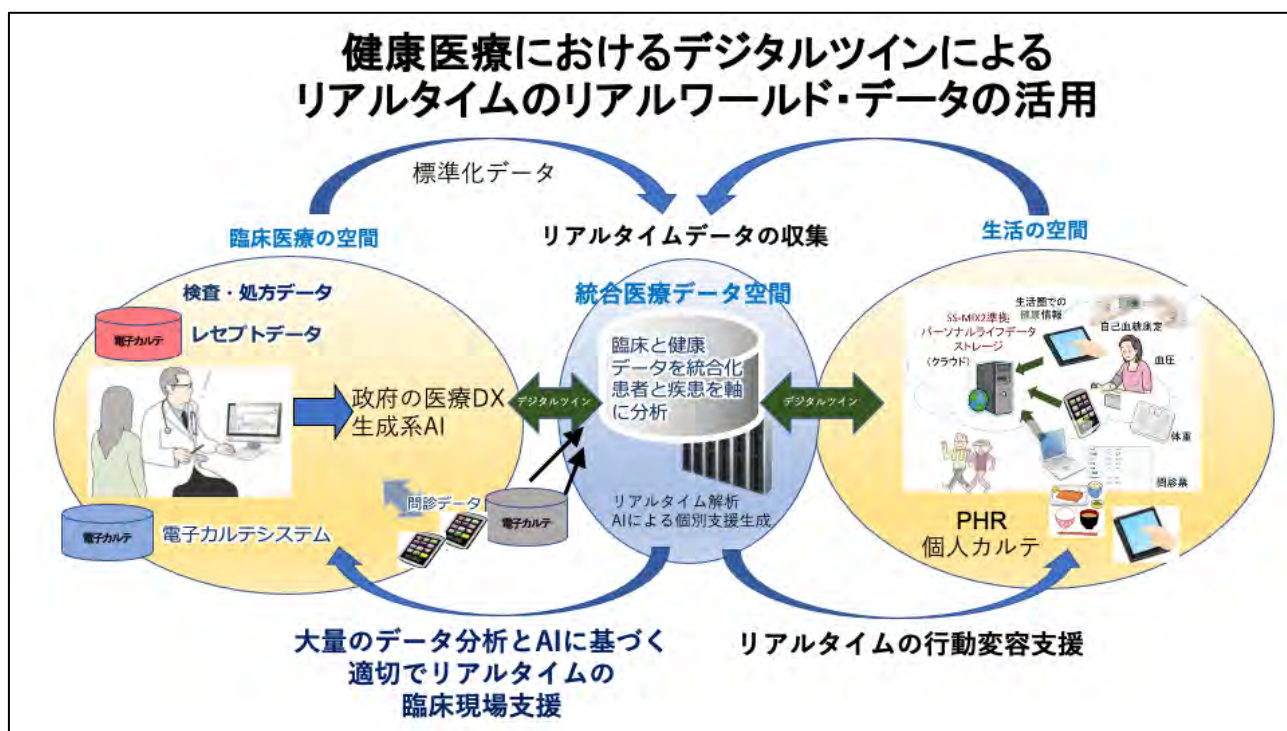 健康医療におけるデジタルツインによる
リアルタイムのリアルワールド・データの活用
標準化データ
リアルタイムデータの収集
臨床医療の空間
検査・処方データ
電子カルテ
レセプトデータ
政府の医療DX
生成系AI
問診データ
電子カルテ
電子カルテ
電子カルテシステム
デジタルツイン
統合医療データ空間
臨床と健康
データを統合化
患者と疾患を軸
に分析
リアルタイム解析
AIによる個別支援生成
デジタルツイン
生活の空間
生活圏での
健康情報
SS-MIX2準拠
パーソナルライフデータ
ストレージ
(クラウド)
自己血糖測定
血圧
体重
問診票
PHR
個人カルテ
大量のデータ分析とAIに基づく
適切でリアルタイムの
臨床現場支援
リアルタイムの行動変容支援